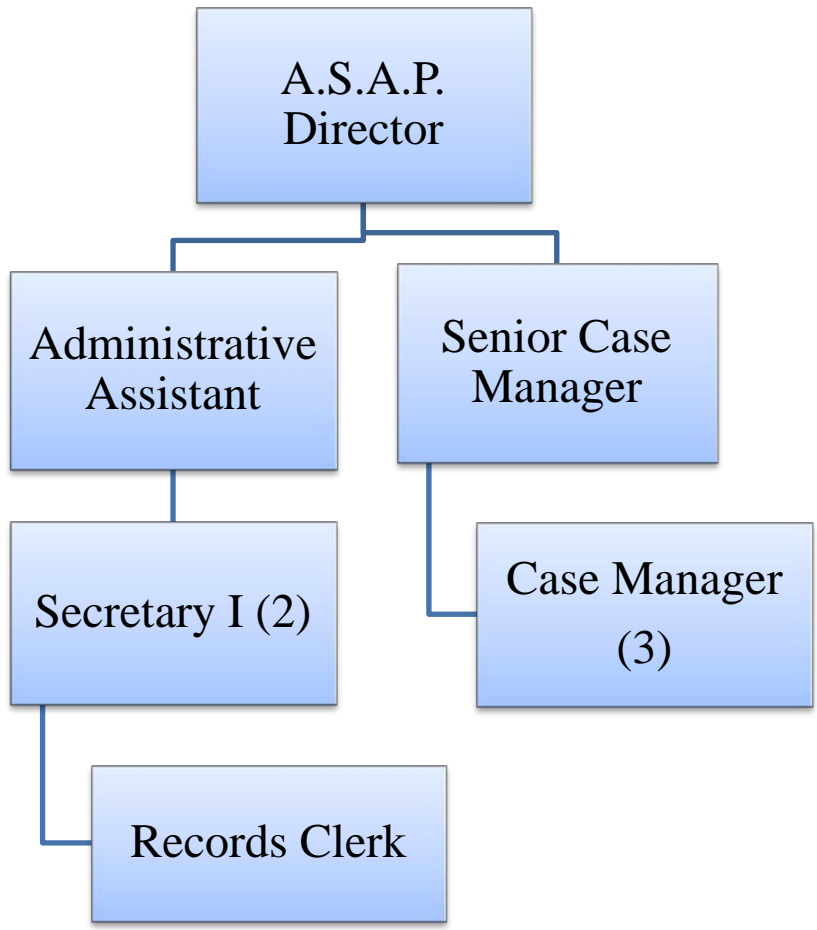 A.S.A.P.
Director
Administrative
Assistant
Senior Case
Manager
Secretary I (2)
Case Manager
(3)
Records Clerk